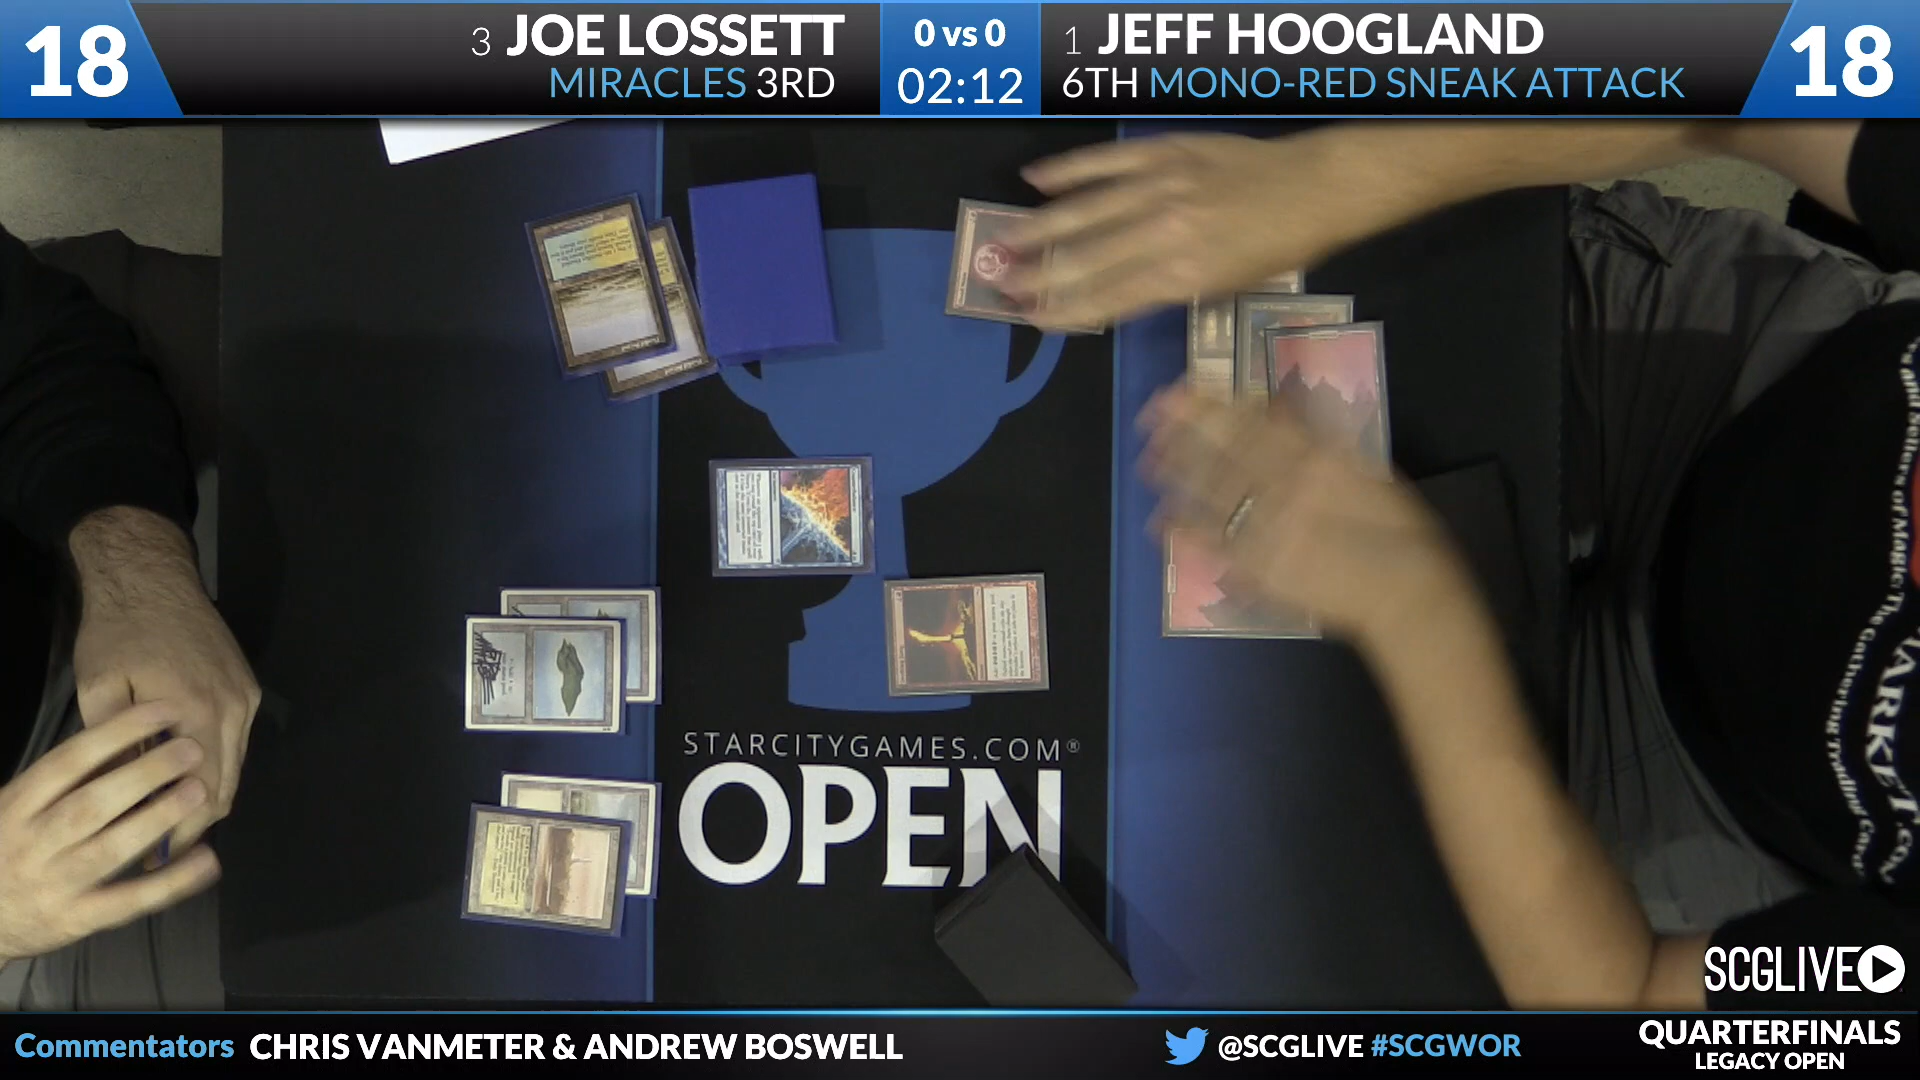 18
3 JOE LOSSETT
MIRACLES 3RD
0 vs 0
02:12
1 JEFF HOOGLAND
6TH MONO-RED SNEAK ATTACK
18
STARCITYGAMES.COM®
OPEN
SCGLIVE
Commentators CHRIS VANMETER & ANDREW BOSWELL
@SCGLIVE #SCGWOR
QUARTERFINALS
LEGACY OPEN